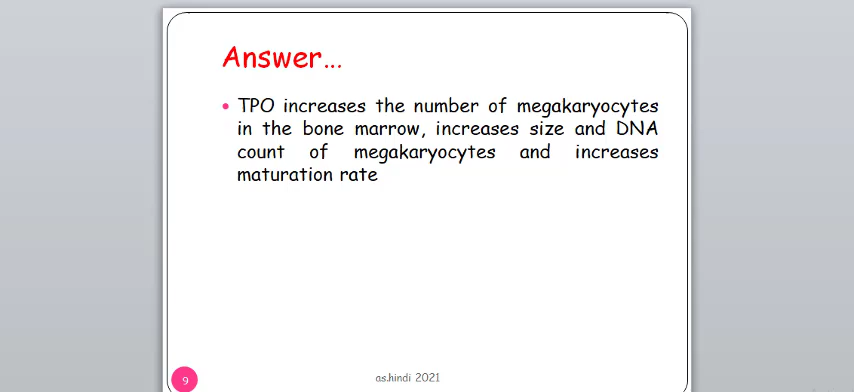 Answer...
• TPO increases the number of megakaryocytes
in the bone marrow, increases size and DNA
count of megakaryocytes and increases
maturation rate
9
as.hindi 2021